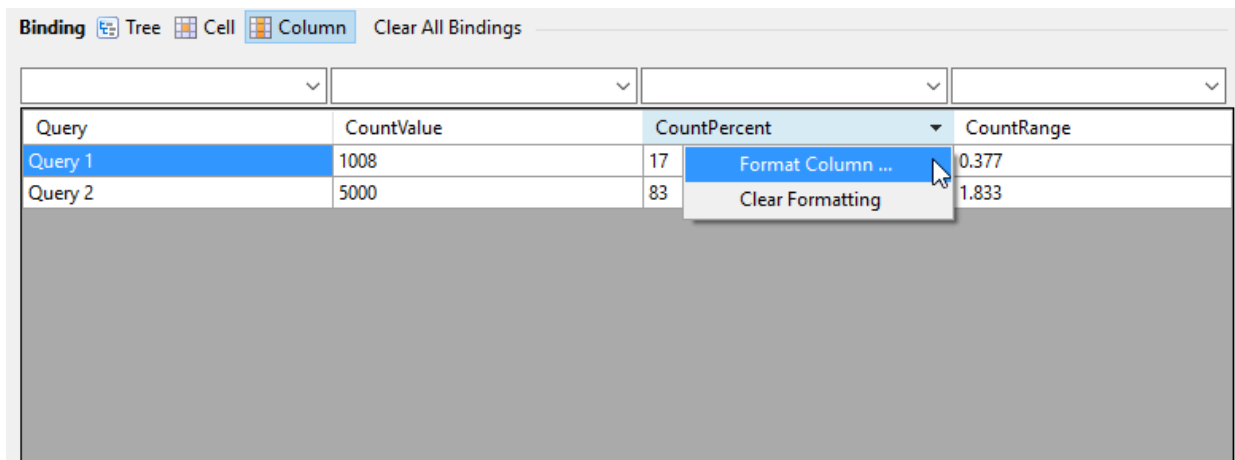 Binding Tree Cell Column Clear All Bindings
Query CountValue CountPercent CountRange
Query 1 1008 17 Format Column ... 0.377
Query 2 5000 83 Clear Formatting 1.833